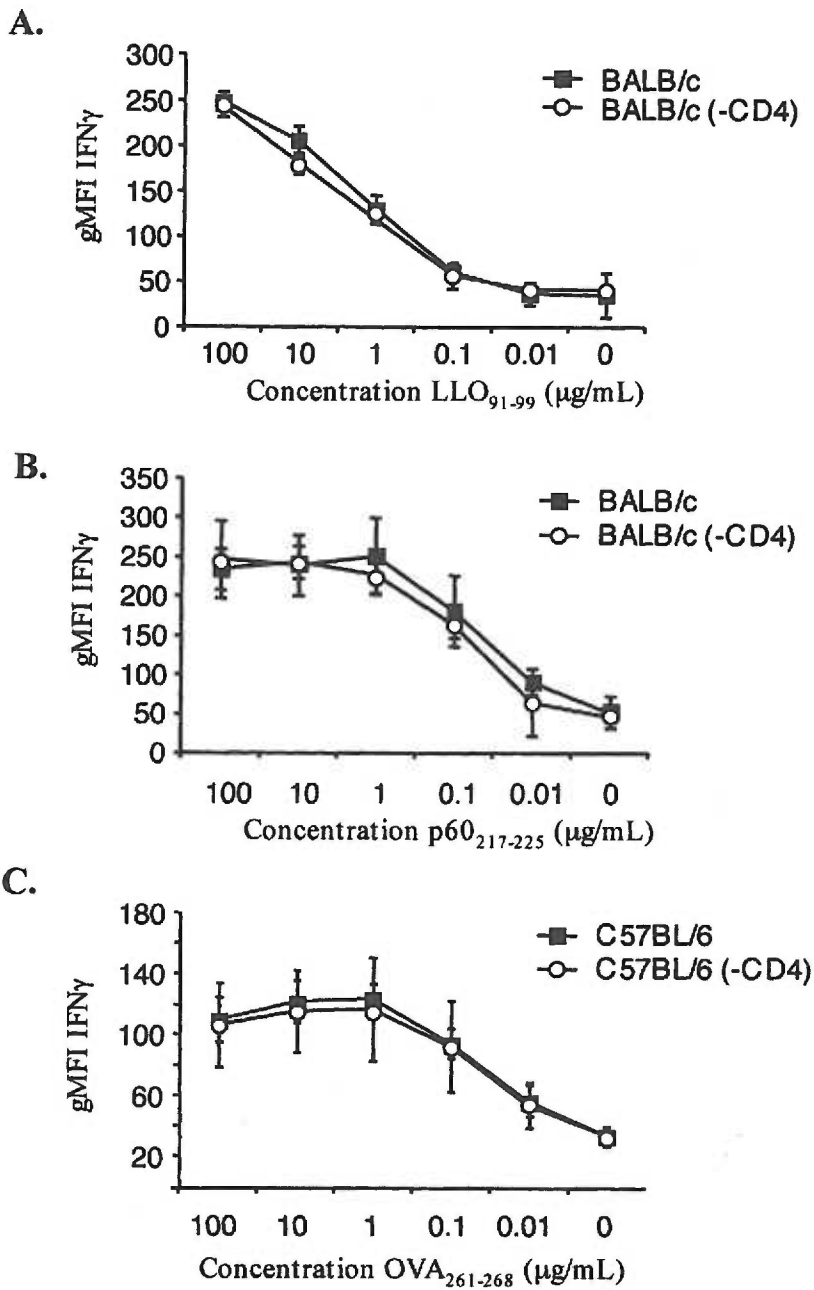 A.
300
250
200
150
100
50
0
gMFI IFNγ
BALB/c
BALB/c (-CD4)
100 10 1 0.1 0.01 0
Concentration LLO91-99 (µg/mL)
B.
350
300
250
200
150
100
50
0
gMFI IFNγ
BALB/c
BALB/c (-CD4)
100 10 1 0.1 0.01 0
Concentration p60217-225 (µg/mL)
C.
180
140
100
60
20
gMFI IFNγ
C57BL/6
C57BL/6 (-CD4)
100 10 1 0.1 0.01 0
Concentration OVA261-268 (µg/mL)